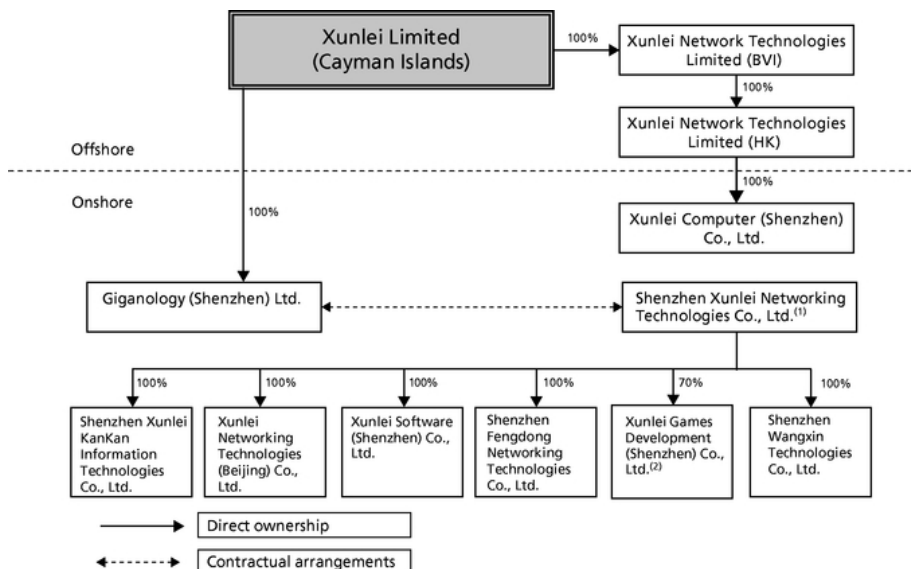 Xunlei Limited
(Cayman Islands)
100%
Xunlei Network Technologies
Limited (BVI)
100%
Xunlei Network Technologies
Limited (HK)
Offshore
100%
Onshore
100%
Xunlei Computer (Shenzhen)
Co., Ltd.
Giganology (Shenzhen) Ltd.
Shenzhen Xunlei Networking
Technologies Co., Ltd.(1)
100%
100%
100%
100%
70%
100%
Shenzhen Xunlei
KanKan
Information
Technologies
Co., Ltd.
Xunlei
Networking
Technologies
(Beijing) Co.,
Ltd.
Xunlei Software
(Shenzhen) Co.,
Ltd.
Shenzhen
Fengdong
Networking
Technologies
Co., Ltd.
Xunlei Games
Development
(Shenzhen) Co.,
Ltd.(2)
Shenzhen
Wangxin
Technologies
Co., Ltd.
Direct ownership
Contractual arrangements